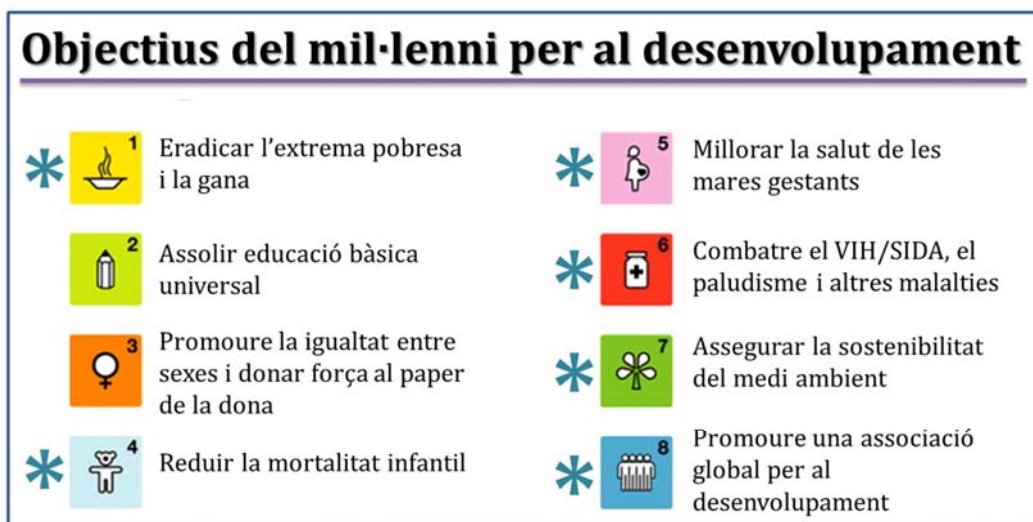 Objectius del mil·lenni per al desenvolupament
* 1 Eradicar l'extrema pobresa
i la gana
2 Assolir educació bàsica
universal
3 Promoure la igualtat entre
sexes i donar força al paper
de la dona
* 4 Reduir la mortalitat infantil
* 5 Millorar la salut de les
mares gestants
* 6 Combatre el VIH/SIDA, el
paludisme i altres malalties
* 7 Assegurar la sostenibilitat
del medi ambient
* 8 Promoure una associació
global per al
desenvolupament